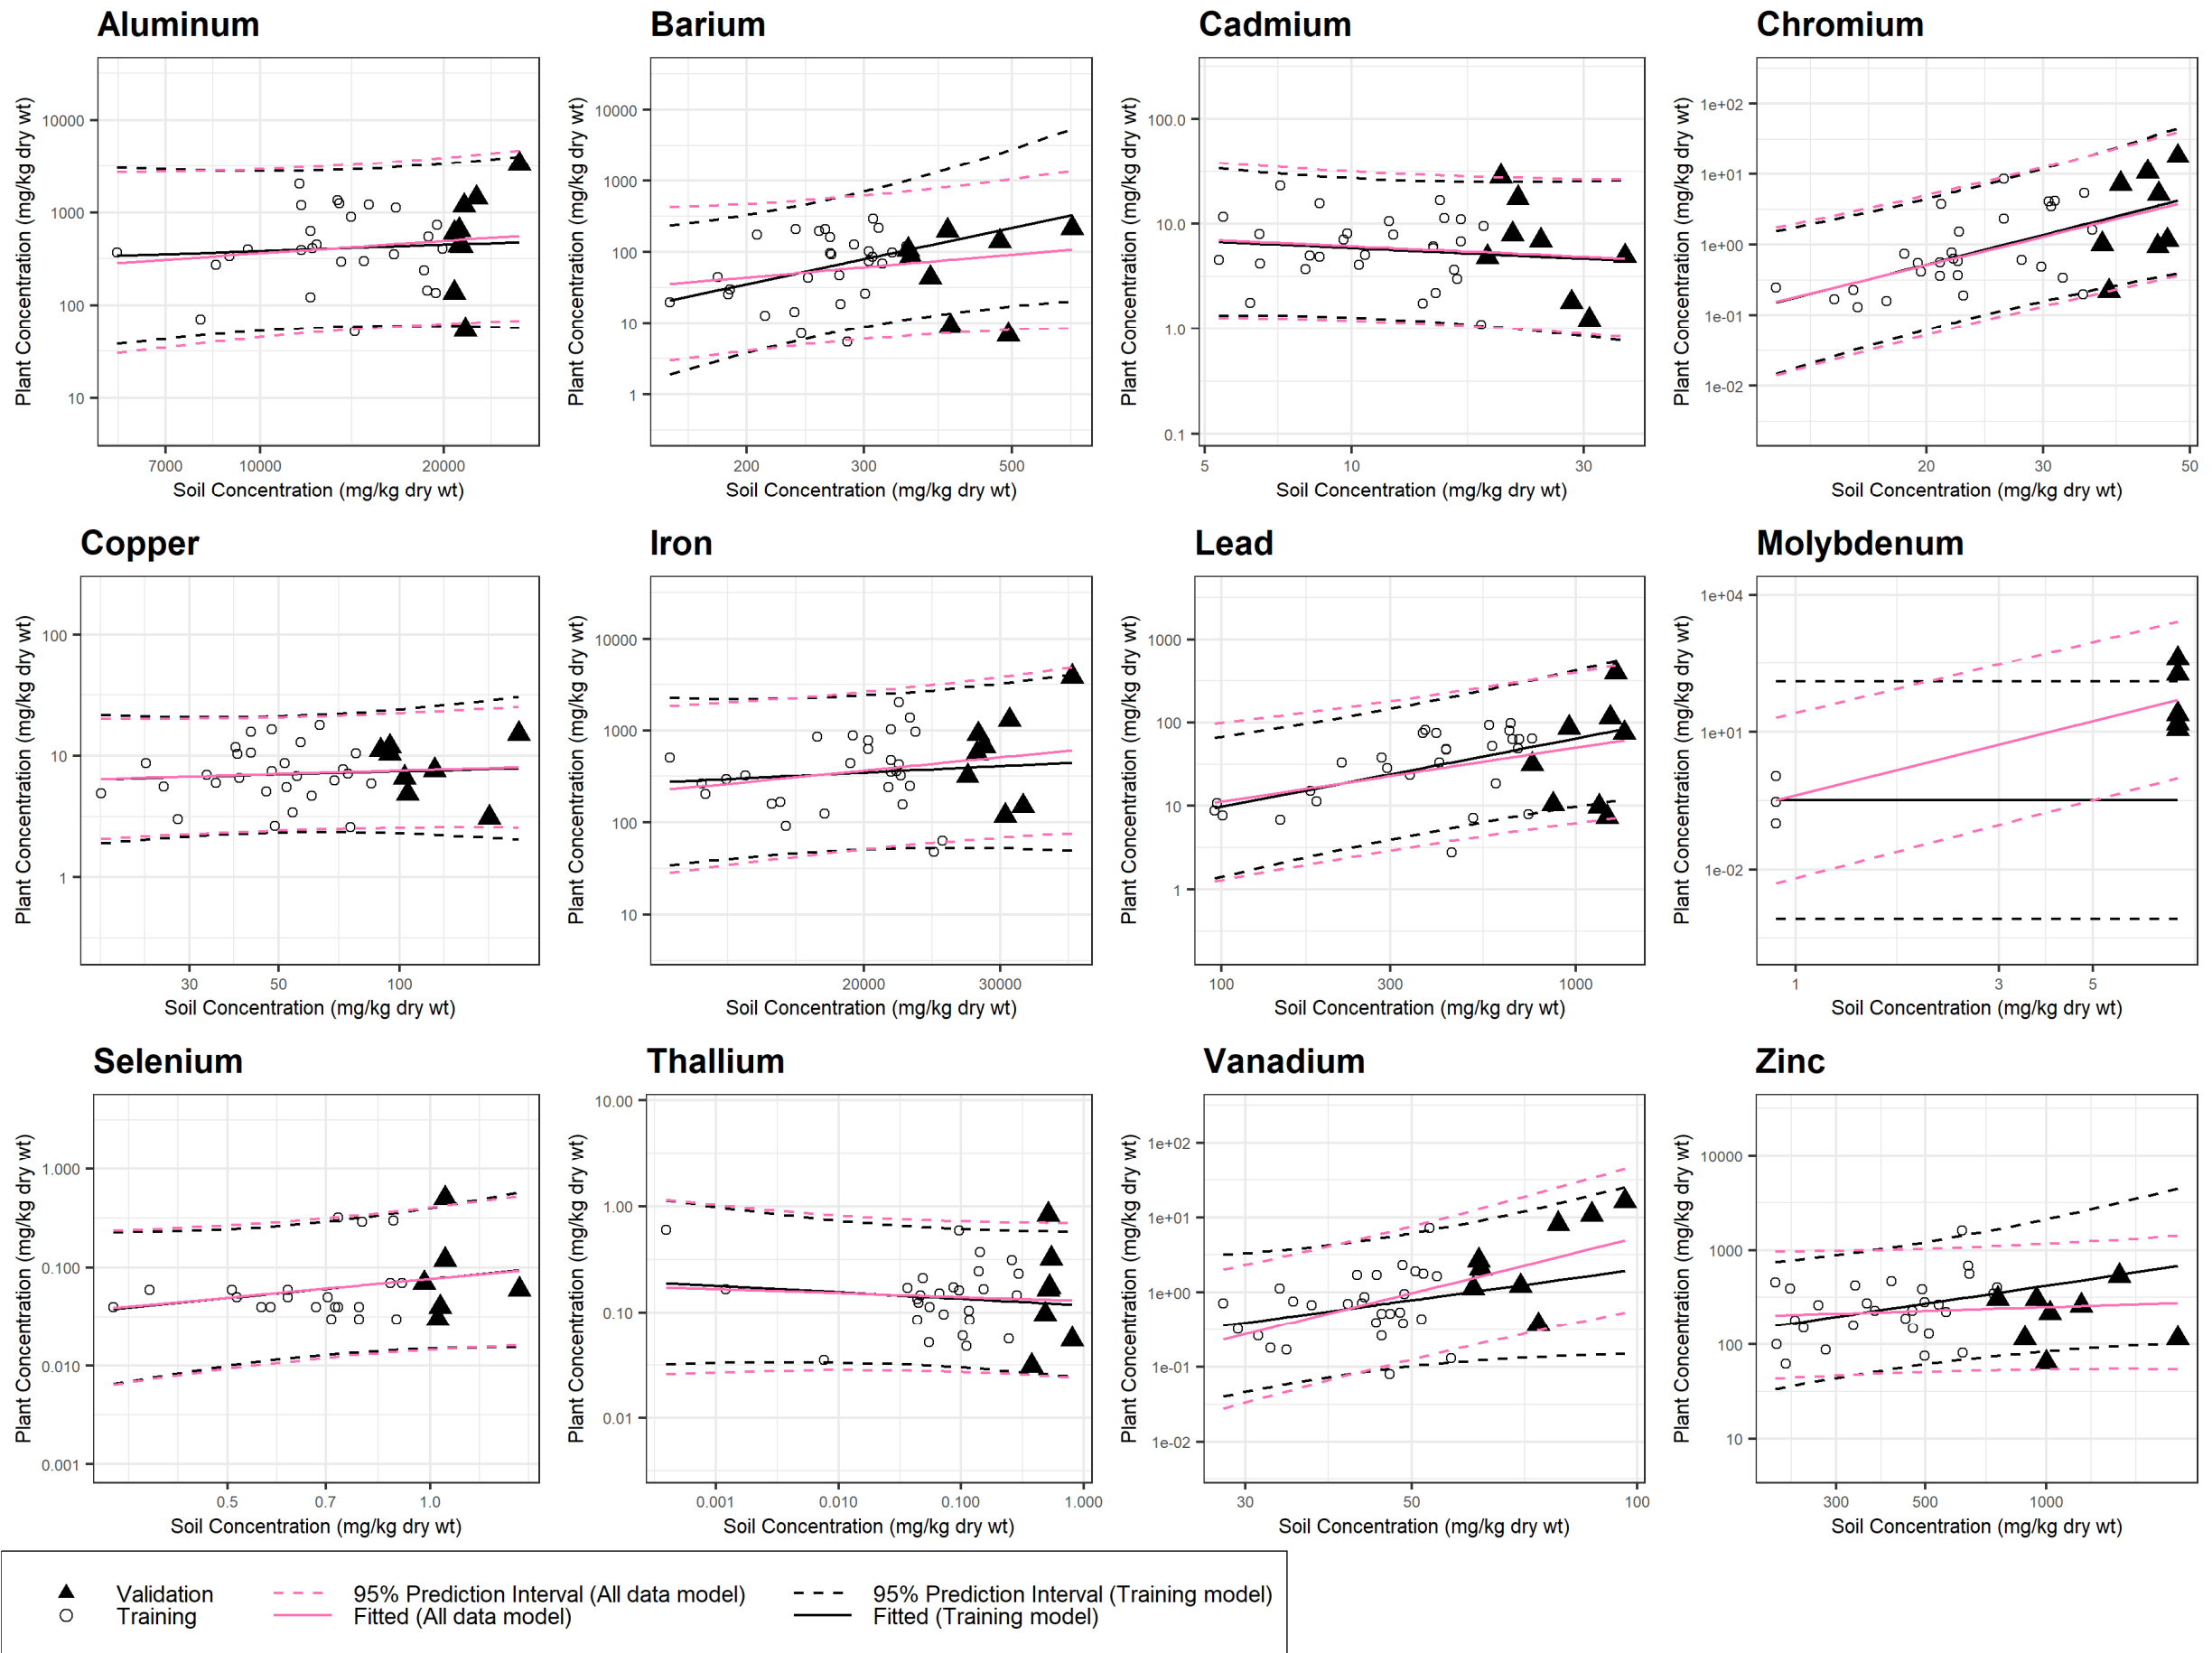 Aluminum
Barium
Cadmium
Chromium
Plant Concentration (mg/kg dry wt)
10000
1000
100
10
7000 10000 20000
Soil Concentration (mg/kg dry wt)
Plant Concentration (mg/kg dry wt)
10000
1000
100
10
1
200 300 500
Soil Concentration (mg/kg dry wt)
Plant Concentration (mg/kg dry wt)
100.0
10.0
1.0
0.1
5 10 30
Soil Concentration (mg/kg dry wt)
Plant Concentration (mg/kg dry wt)
1e+02
1e+01
1e+00
1e-01
1e-02
20 30 50
Soil Concentration (mg/kg dry wt)
Copper
Iron
Lead
Molybdenum
Plant Concentration (mg/kg dry wt)
100
10
1
30 50 100
Soil Concentration (mg/kg dry wt)
Plant Concentration (mg/kg dry wt)
10000
1000
100
10
20000 30000
Soil Concentration (mg/kg dry wt)
Plant Concentration (mg/kg dry wt)
1000
100
10
1
100 300 1000
Soil Concentration (mg/kg dry wt)
Plant Concentration (mg/kg dry wt)
1e+04
1e+01
1e-02
1 3 5
Soil Concentration (mg/kg dry wt)
Selenium
Thallium
Vanadium
Zinc
Plant Concentration (mg/kg dry wt)
1.000
0.100
0.010
0.001
0.5 0.7 1.0
Soil Concentration (mg/kg dry wt)
Plant Concentration (mg/kg dry wt)
10.00
1.00
0.10
0.01
0.001 0.010 0.100 1.000
Soil Concentration (mg/kg dry wt)
Plant Concentration (mg/kg dry wt)
1e+02
1e+01
1e+00
1e-01
1e-02
30 50 100
Soil Concentration (mg/kg dry wt)
Plant Concentration (mg/kg dry wt)
10000
1000
100
10
300 500 1000
Soil Concentration (mg/kg dry wt)
Validation 95% Prediction Interval (All data model) 95% Prediction Interval (Training model)
Training Fitted (All data model) Fitted (Training model)